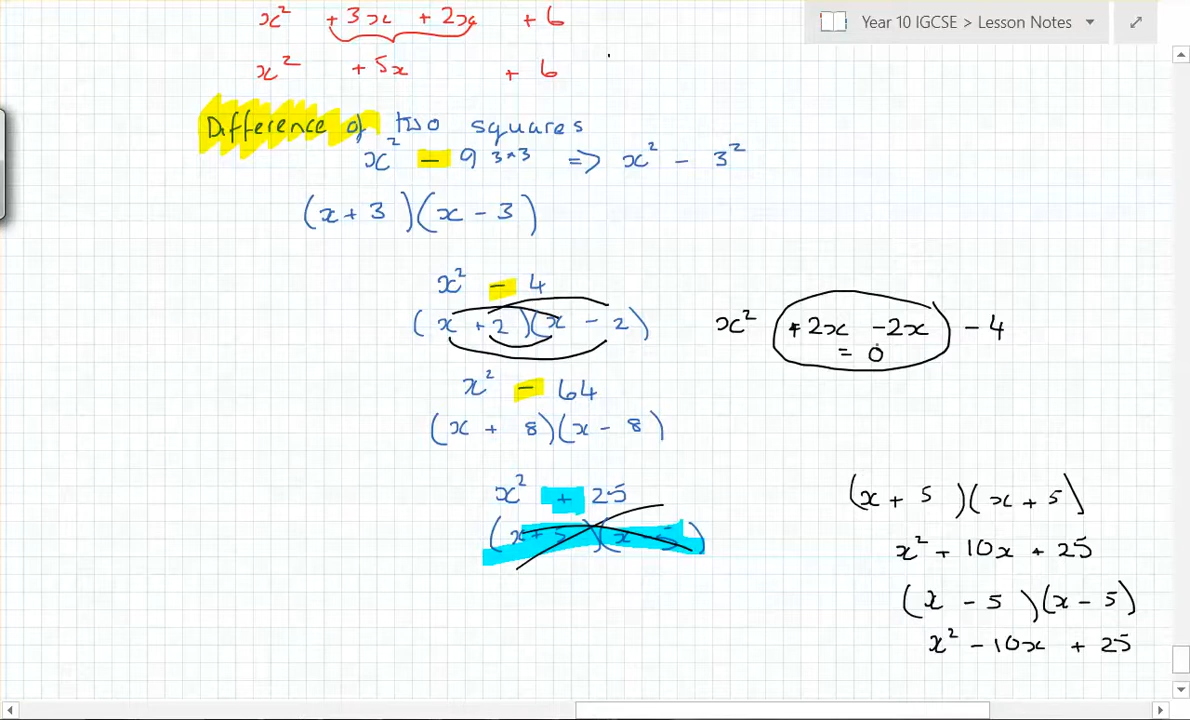 x² +3x + 2x + 6
Year 10 IGCSE > Lesson Notes
x² + 5x + 6
Difference of two squares
x² - 9 3×3 => x² - 3²
(x + 3)(x - 3)
x² - 4
(x + 2)(x - 2) x² + 2x - 2x - 4
= 0
x² - 64
(x + 8)(x - 8)
x² + 25 (x + 5)(x + 5)
(x + 5)(x - 5) x² + 10x + 25
(x - 5)(x - 5)
x² - 10x + 25